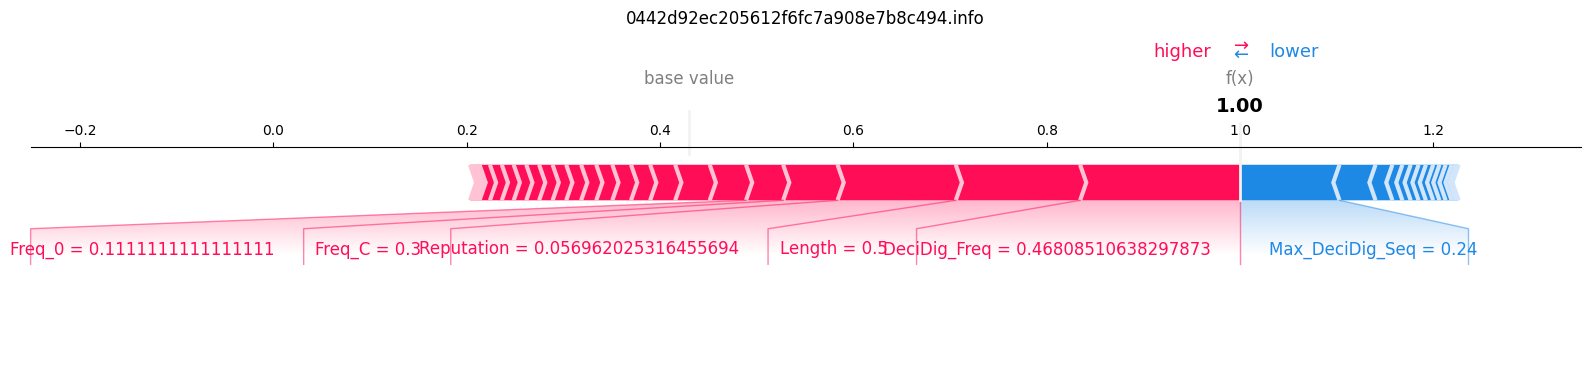 0442d92ec205612f6fc7a908e7b8c494.info
higher ⇄ lower
base value f(x)
1.00
−0.2 0.0 0.2 0.4 0.6 0.8 1.0 1.2
Freq_0 = 0.1111111111111111 Freq_C = 0.3 Reputation = 0.056962025316455694 Length = 0.5 DeciDig_Freq = 0.46808510638297873 Max_DeciDig_Seq = 0.24